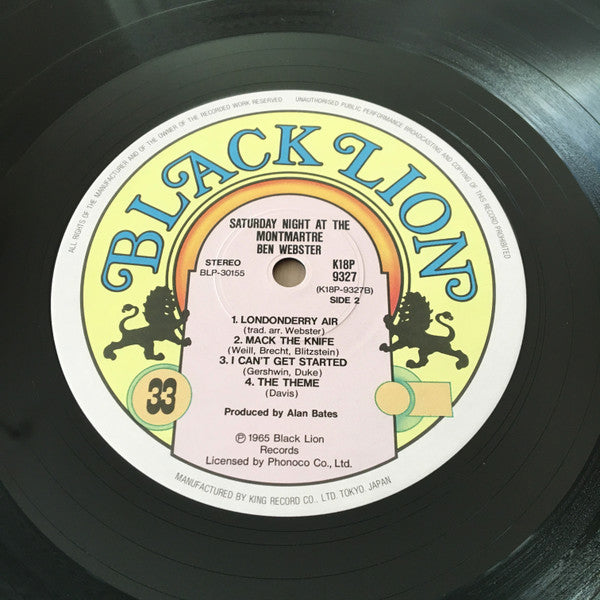 ALL RIGHTS OF THE MANUFACTURER AND OF THE OWNER OF THE RECORDED WORK RESERVED
UNAUTHORISED PUBLIC PERFORMANCE BROADCASTING AND COPYING OF THIS RECORD PROHIBITED
BLACK LION
SATURDAY NIGHT AT THE
MONTMARTRE
BEN WEBSTER
STEREO
BLP-30155
K18P
9327
(K18P-9327B)
SIDE 2
1. LONDONDERRY AIR
(trad. arr. Webster)
2. MACK THE KNIFE
(Weill, Brecht, Blitzstein)
3. I CAN'T GET STARTED
(Gershwin, Duke)
4. THE THEME
(Davis)
33
Produced by Alan Bates
℗ 1965 Black Lion
Records
Licensed by Phonoco Co., Ltd.
MANUFACTURED BY KING RECORD CO., LTD. TOKYO, JAPAN